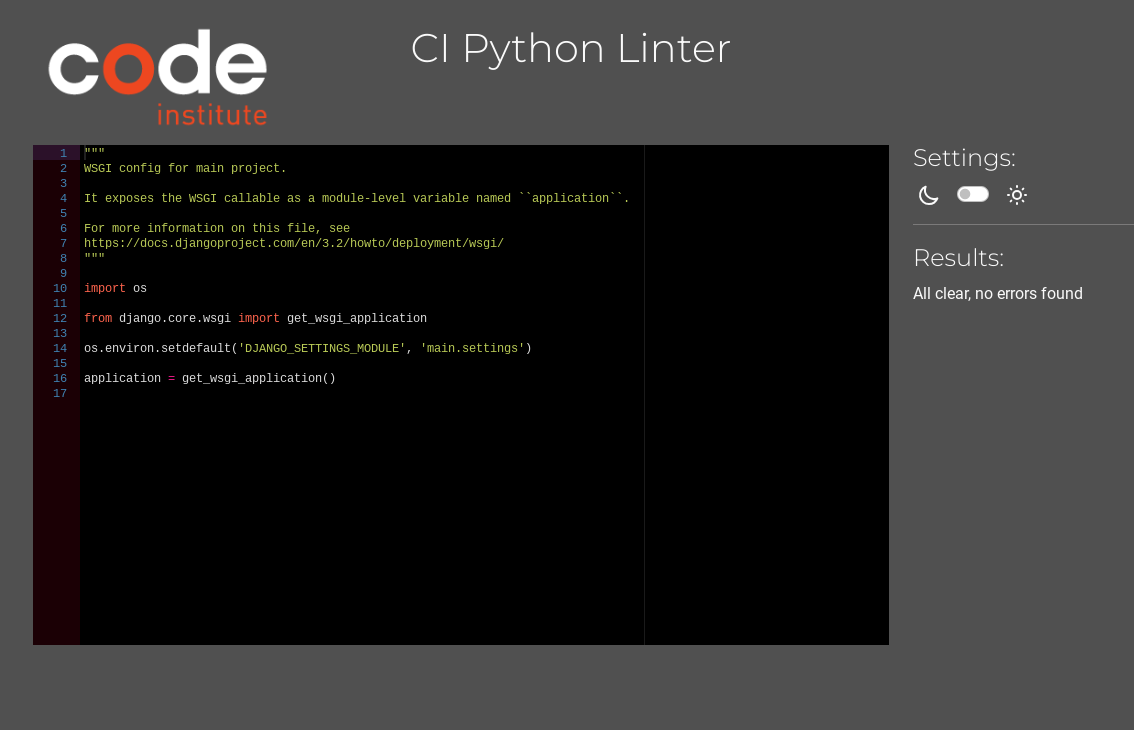 code
institute
CI Python Linter
1 """
2 WSGI config for main project.
3
4 It exposes the WSGI callable as a module-level variable named ``application``.
5
6 For more information on this file, see
7 https://docs.djangoproject.com/en/3.2/howto/deployment/wsgi/
8 """
9
10 import os
11
12 from django.core.wsgi import get_wsgi_application
13
14 os.environ.setdefault('DJANGO_SETTINGS_MODULE', 'main.settings')
15
16 application = get_wsgi_application()
17
Settings:
Results:
All clear, no errors found